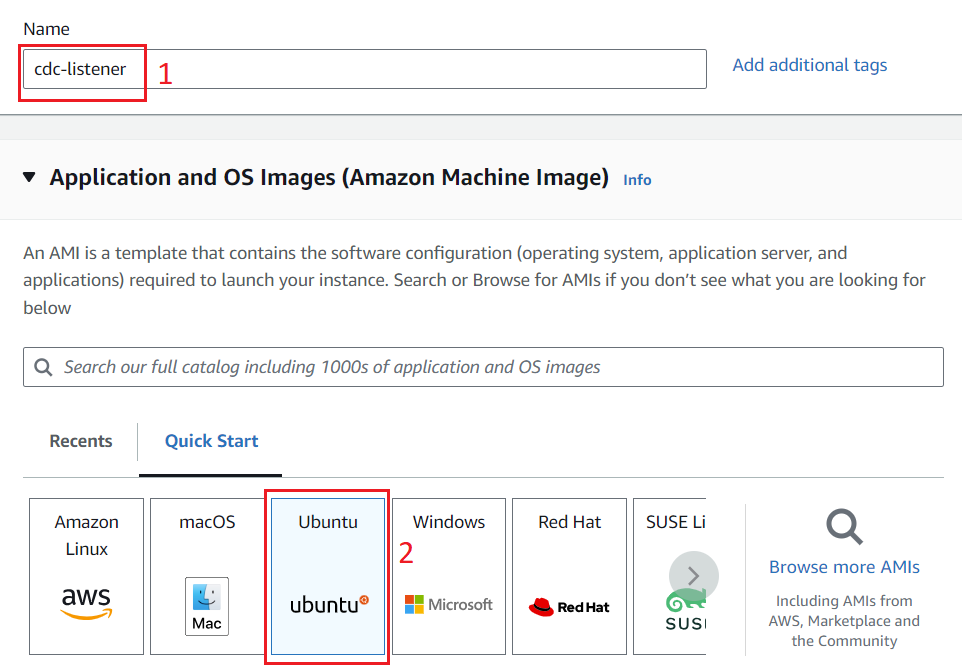 Name
cdc-listener
1
Add additional tags
Application and OS Images (Amazon Machine Image) Info
An AMI is a template that contains the software configuration (operating system, application server, and
applications) required to launch your instance. Search or Browse for AMIs if you don’t see what you are looking for
below
Search our full catalog including 1000s of application and OS images
Recents
Quick Start
Amazon
Linux
aws
macOS
Mac
Ubuntu
ubuntu
2
Windows
Microsoft
Red Hat
Red Hat
SUSE Li
SUS
Browse more AMIs
Including AMIs from
AWS, Marketplace and
the Community